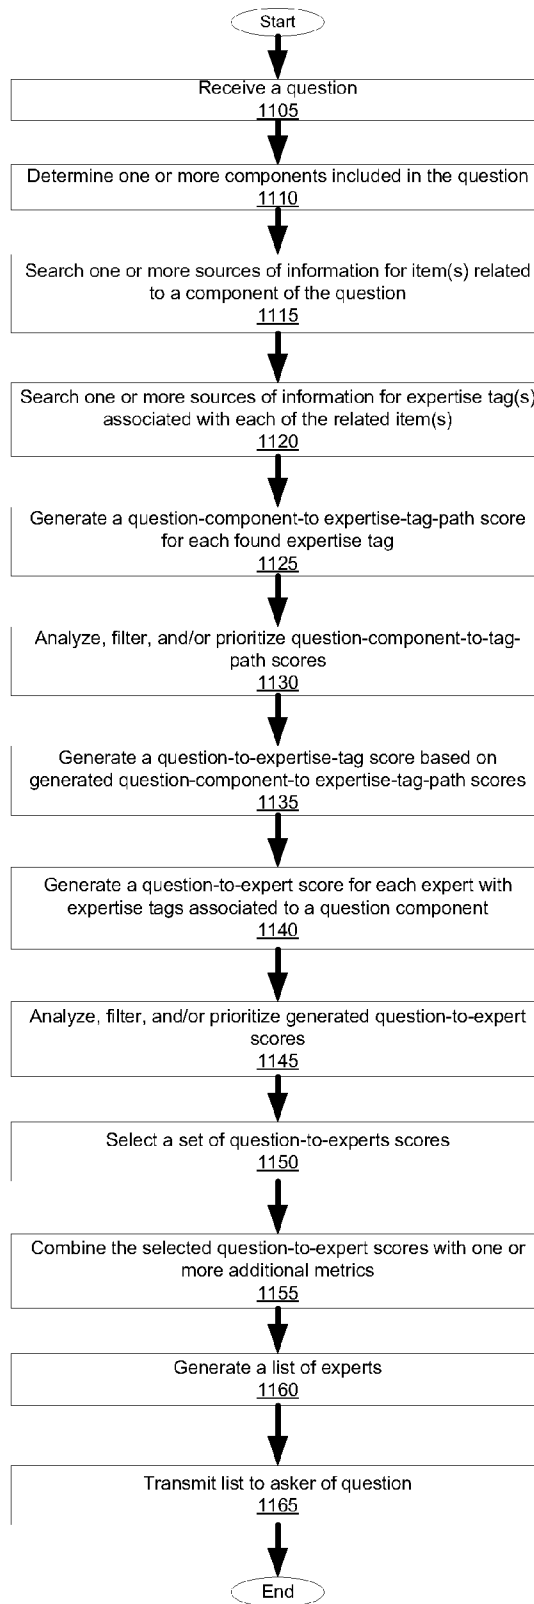 Start
Receive a question
1105
Determine one or more components included in the question
1110
Search one or more sources of information for item(s) related
to a component of the question
1115
Search one or more sources of information for expertise tag(s)
associated with each of the related item(s)
1120
Generate a question-component-to expertise-tag-path score
for each found expertise tag
1125
Analyze, filter, and/or prioritize question-component-to-tag-
path scores
1130
Generate a question-to-expertise-tag score based on
generated question-component-to expertise-tag-path scores
1135
Generate a question-to-expert score for each expert with
expertise tags associated to a question component
1140
Analyze, filter, and/or prioritize generated question-to-expert
scores
1145
Select a set of question-to-experts scores
1150
Combine the selected question-to-expert scores with one or
more additional metrics
1155
Generate a list of experts
1160
Transmit list to asker of question
1165
End